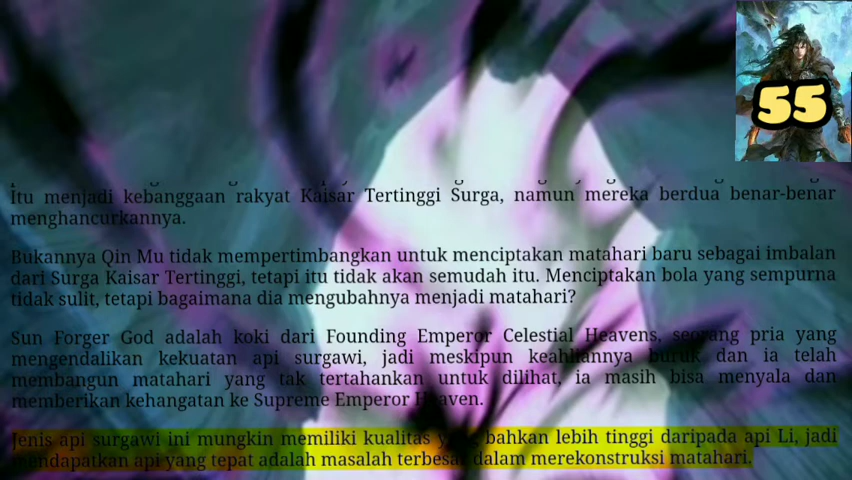 55
Itu menjadi kebanggaan rakyat Kaisar Tertinggi Surga, namun mereka berdua benar-benar
menghancurkannya.
Bukannya Qin Mu tidak mempertimbangkan untuk menciptakan matahari baru sebagai imbalan
dari Surga Kaisar Tertinggi, tetapi itu tidak akan semudah itu. Menciptakan bola yang sempurna
tidak sulit, tetapi bagaimana dia mengubahnya menjadi matahari?
Sun Forger God adalah koki dari Founding Emperor Celestial Heavens, seorang pria yang
mengendalikan kekuatan api surgawi, jadi meskipun keahliannya buruk dan ia telah
membangun matahari yang tak tertahankan untuk dilihat, ia masih bisa menyala dan
memberikan kehangatan ke Supreme Emperor Heaven.
Jenis api surgawi ini mungkin memiliki kualitas yang bahkan lebih tinggi daripada api Li, jadi
mendapatkan api yang tepat adalah masalah terbesar dalam merekonstruksi matahari.